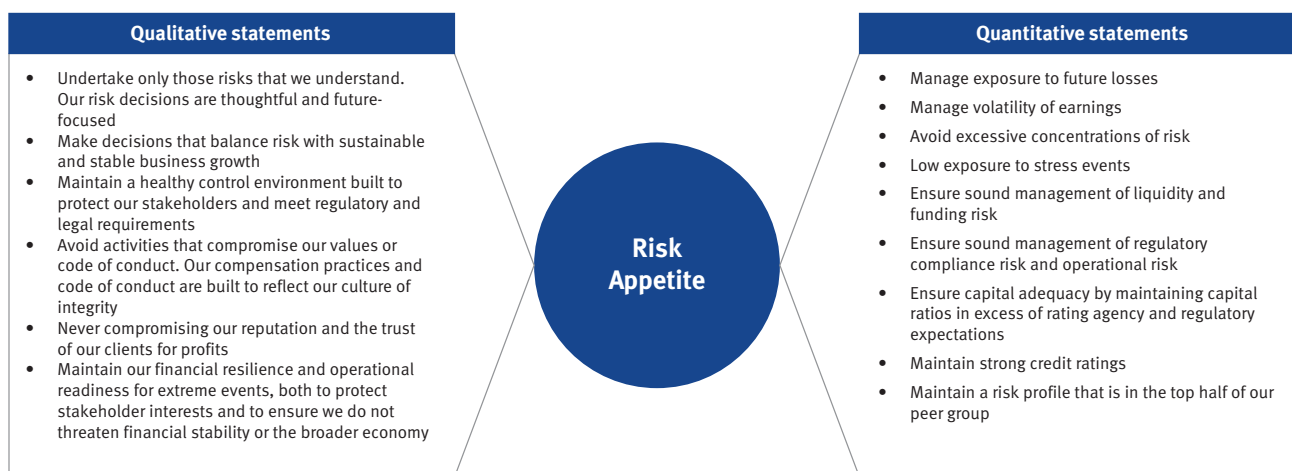 Qualitative statements
• Undertake only those risks that we understand.
Our risk decisions are thoughtful and future-
focused
• Make decisions that balance risk with sustainable
and stable business growth
• Maintain a healthy control environment built to
protect our stakeholders and meet regulatory and
legal requirements
• Avoid activities that compromise our values or
code of conduct. Our compensation practices and
code of conduct are built to reflect our culture of
integrity
• Never compromising our reputation and the trust
of our clients for profits
• Maintain our financial resilience and operational
readiness for extreme events, both to protect
stakeholder interests and to ensure we do not
threaten financial stability or the broader economy
Risk
Appetite
Quantitative statements
• Manage exposure to future losses
• Manage volatility of earnings
• Avoid excessive concentrations of risk
• Low exposure to stress events
• Ensure sound management of liquidity and
funding risk
• Ensure sound management of regulatory
compliance risk and operational risk
• Ensure capital adequacy by maintaining capital
ratios in excess of rating agency and regulatory
expectations
• Maintain strong credit ratings
• Maintain a risk profile that is in the top half of our
peer group